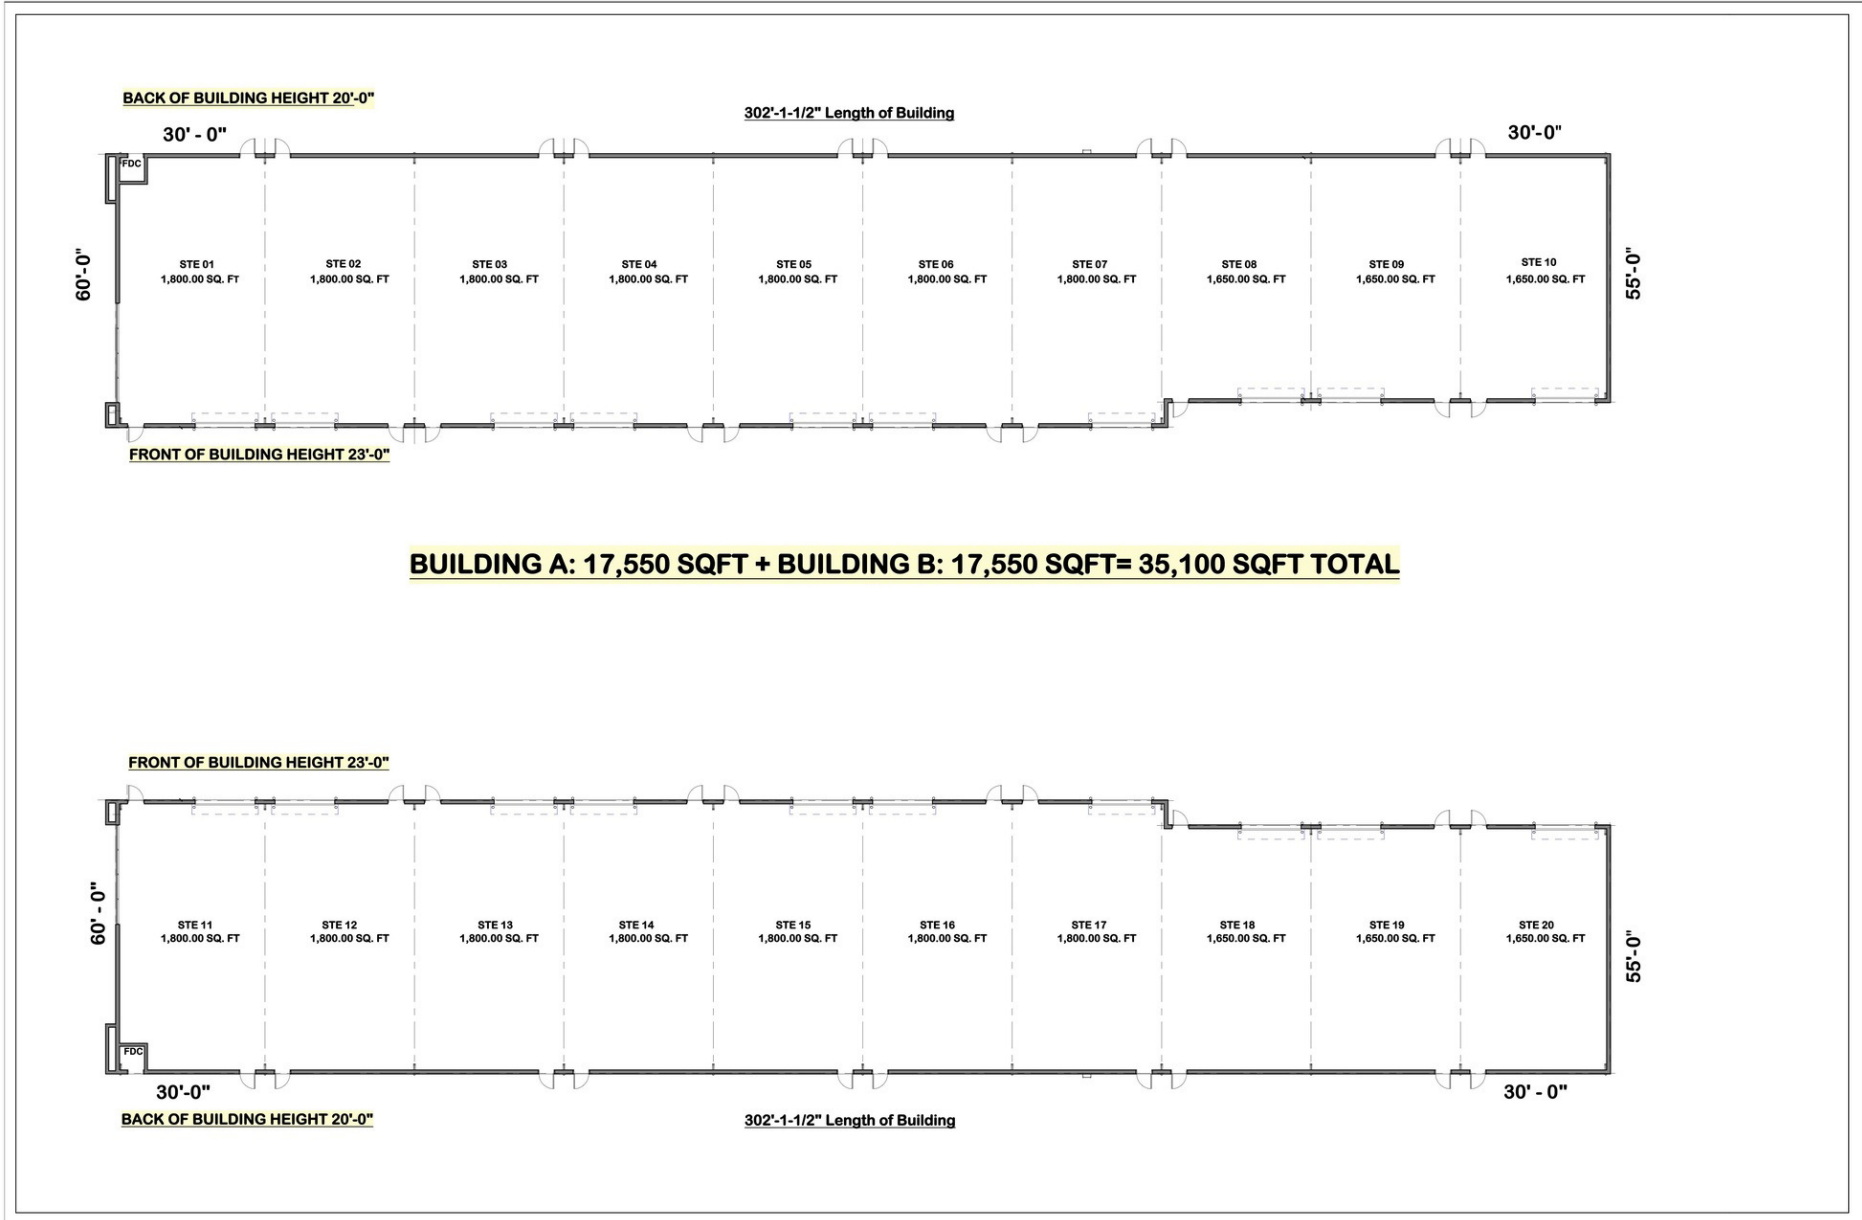 BACK OF BUILDING HEIGHT 20'-0"
302'-1-1/2" Length of Building
30' - 0"
30'-0"
FDC
60'-0"
STE 01
1,800.00 SQ. FT
STE 02
1,800.00 SQ. FT
STE 03
1,800.00 SQ. FT
STE 04
1,800.00 SQ. FT
STE 05
1,800.00 SQ. FT
STE 06
1,800.00 SQ. FT
STE 07
1,800.00 SQ. FT
STE 08
1,650.00 SQ. FT
STE 09
1,650.00 SQ. FT
STE 10
1,650.00 SQ. FT
55'-0"
FRONT OF BUILDING HEIGHT 23'-0"
BUILDING A: 17,550 SQFT + BUILDING B: 17,550 SQFT= 35,100 SQFT TOTAL
FRONT OF BUILDING HEIGHT 23'-0"
60' - 0"
STE 11
1,800.00 SQ. FT
STE 12
1,800.00 SQ. FT
STE 13
1,800.00 SQ. FT
STE 14
1,800.00 SQ. FT
STE 15
1,800.00 SQ. FT
STE 16
1,800.00 SQ. FT
STE 17
1,800.00 SQ. FT
STE 18
1,650.00 SQ. FT
STE 19
1,650.00 SQ. FT
STE 20
1,650.00 SQ. FT
55'-0"
FDC
30'-0"
30' - 0"
BACK OF BUILDING HEIGHT 20'-0"
302'-1-1/2" Length of Building